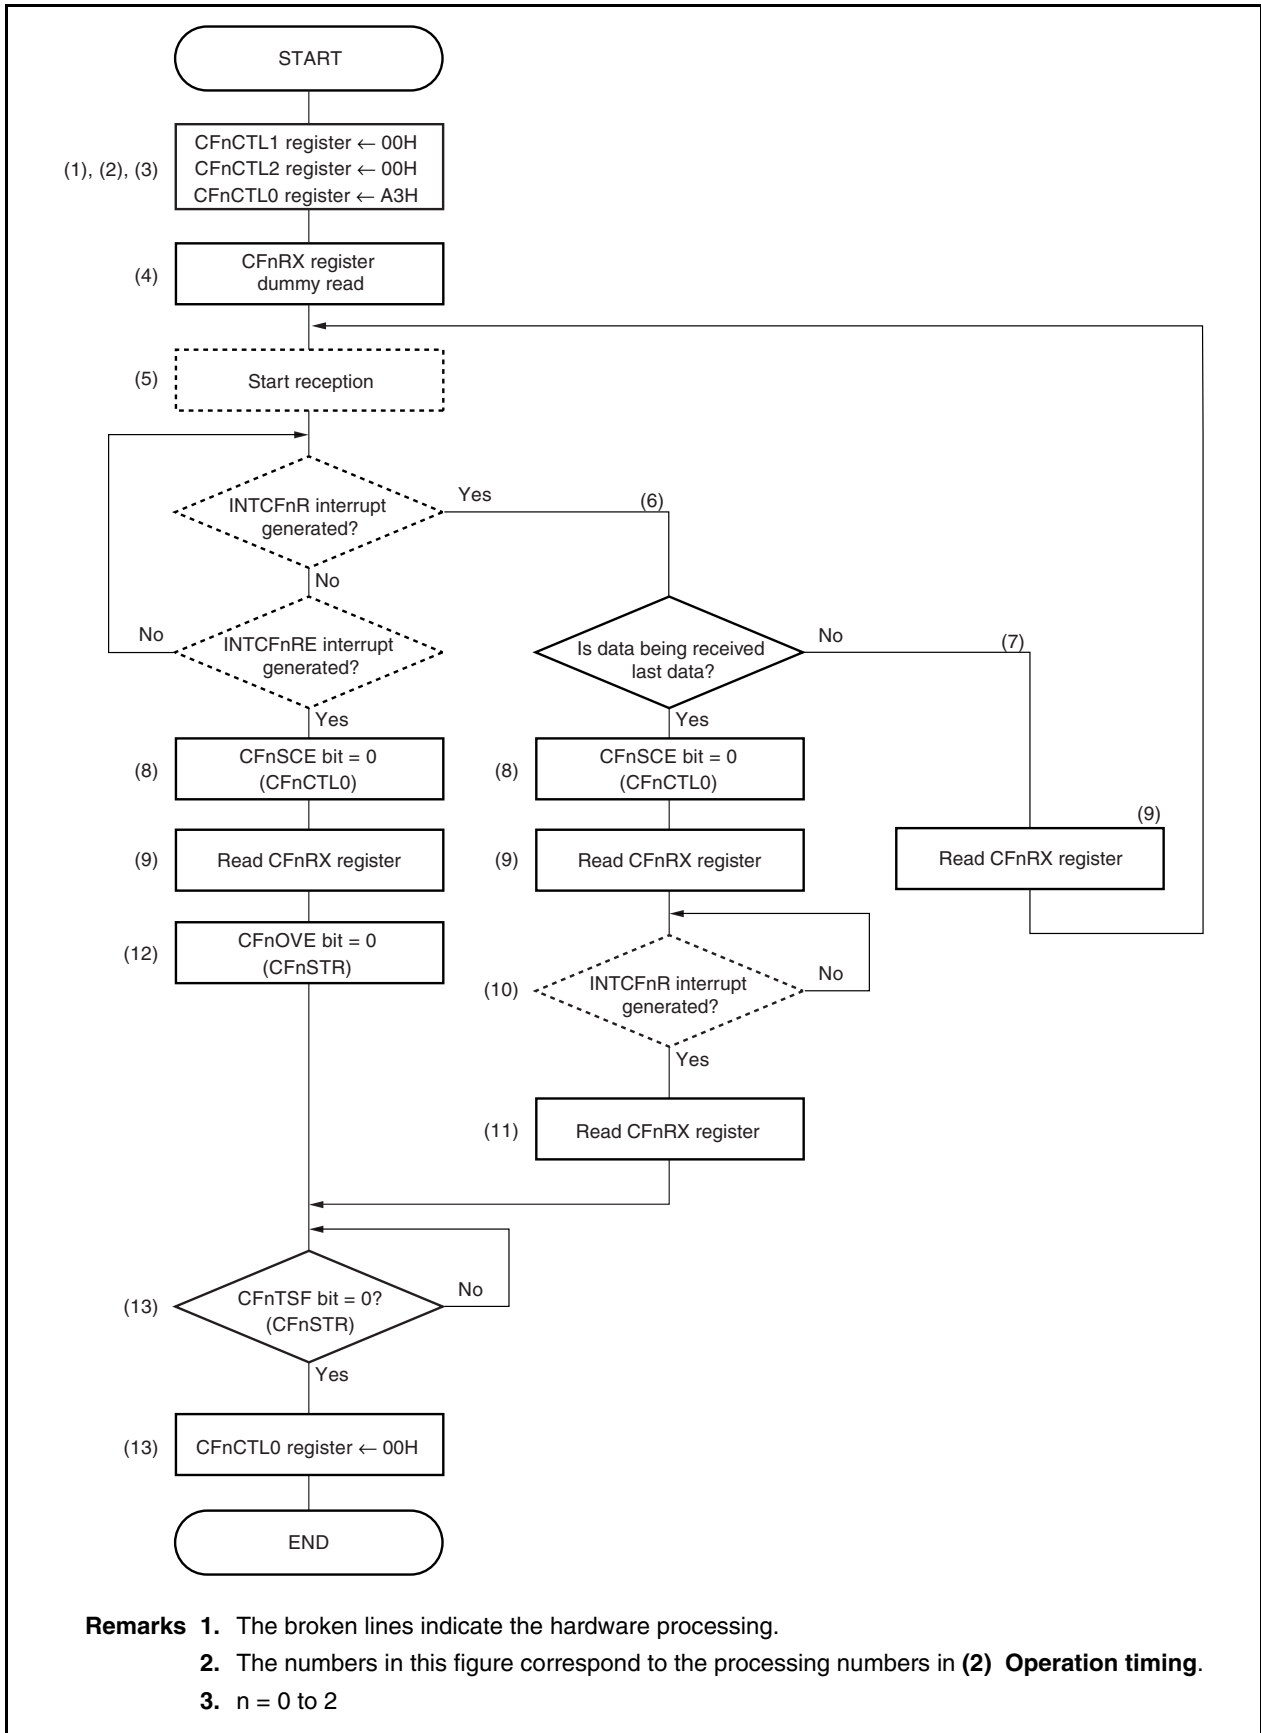 START
(1), (2), (3)
CFnCTL1 register ← 00H
CFnCTL2 register ← 00H
CFnCTL0 register ← A3H
(4)
CFnRX register
dummy read
(5)
Start reception
INTCFnR interrupt
generated?
Yes
(6)
No
INTCFnRE interrupt
generated?
No
Yes
Is data being received
last data?
No
(7)
Yes
(8)
CFnSCE bit = 0
(CFnCTL0)
(8)
CFnSCE bit = 0
(CFnCTL0)
(9)
(9)
Read CFnRX register
(9)
Read CFnRX register
Read CFnRX register
(12)
CFnOVE bit = 0
(CFnSTR)
(10)
INTCFnR interrupt
generated?
No
Yes
(11)
Read CFnRX register
(13)
CFnTSF bit = 0?
(CFnSTR)
No
Yes
(13)
CFnCTL0 register ← 00H
END
Remarks 1. The broken lines indicate the hardware processing.
2. The numbers in this figure correspond to the processing numbers in (2) Operation timing.
3. n = 0 to 2